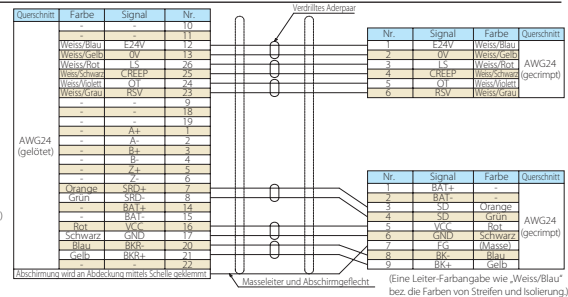 Verdrilltes Aderpaar
Querschnitt Farbe Signal Nr.
- - 10
- - 11
Weiss/Blau E24V 12
Weiss/Gelb 0V 13
Weiss/Rot LS 26
Weiss/Schwarz CREEP 25
Weiss/Violett OT 24
Weiss/Grau RSV 23
- - 9
- - 18
- - 19
- A+ 1
- A- 2
- B+ 3
- B- 4
- Z+ 5
- Z- 6
Orange SRD+ 7
Grün SRD- 8
- BAT+ 14
- BAT- 15
Rot VCC 16
Schwarz GND 17
Blau BKR- 20
Gelb BKR+ 21
- - 22
AWG24
(gelötet)
Abschirmung wird an Abdeckung mittels Schelle geklemmt
)
Nr. Signal Farbe Querschnitt
1 E24V Weiss/Blau
2 0V Weiss/Gelb
3 LS Weiss/Rot
4 CREEP Weiss/Schwarz
5 OT Weiss/Violett
6 RSV Weiss/Grau
AWG24
(gecrimpt)
Nr. Signal Farbe Querschnitt
1 BAT+ -
2 BAT- -
3 SD Orange
4 SD Grün
5 VCC Rot
6 GND Schwarz
7 FG (Masse)
8 BK- Blau
9 BK+ Gelb
AWG24
(gecrimpt)
Masseleiter und Abschirmgeflecht
(Eine Leiter-Farbangabe wie „Weiss/Blau“
bez. die Farben von Streifen und Isolierung.)